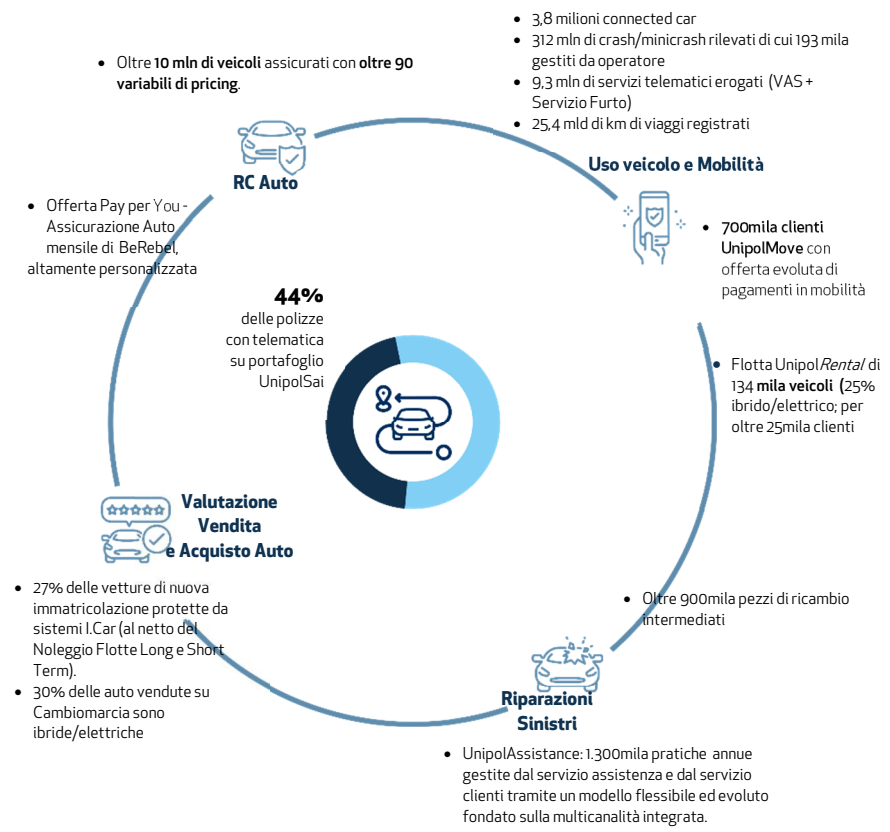 • 3,8 milioni connected car
• 312 mln di crash/minicrash rilevati di cui 193 mila
gestiti da operatore
• 9,3 mln di servizi telematici erogati (VAS +
Servizio Furto)
• 25,4 mld di km di viaggi registrati
• Oltre 10 mln di veicoli assicurati con oltre 90
variabili di pricing.
RC Auto
Uso veicolo e Mobilità
• Offerta Pay per You -
Assicurazione Auto
mensile di BeRebel,
altamente personalizzata
• 700mila clienti
UnipolMove con
offerta evoluta di
pagamenti in mobilità
44%
delle polizze
con telematica
su portafoglio
UnipolSai
• Flotta UnipolRental di
134 mila veicoli (25%
ibrido/elettrico; per
oltre 25mila clienti
Valutazione
Vendita
e Acquisto Auto
• 27% delle vetture di nuova
immatricolazione protette da
sistemi I.Car (al netto del
Noleggio Flotte Long e Short
Term).
• 30% delle auto vendute su
Cambiomarcia sono
ibride/elettriche
• Oltre 900mila pezzi di ricambio
intermediati
Riparazioni
Sinistri
• UnipolAssistance: 1.300mila pratiche annue
gestite dal servizio assistenza e dal servizio
clienti tramite un modello flessibile ed evoluto
fondato sulla multicanalità integrata.